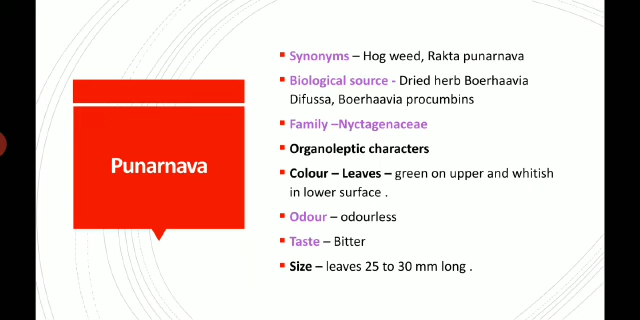 Punarnava
Synonyms – Hog weed, Rakta punarnava
Biological source - Dried herb Boerhaavia
Difussa, Boerhaavia procumbins
Family –Nyctagenaceae
Organoleptic characters
Colour – Leaves – green on upper and whitish
in lower surface .
Odour – odourless
Taste – Bitter
Size – leaves 25 to 30 mm long .